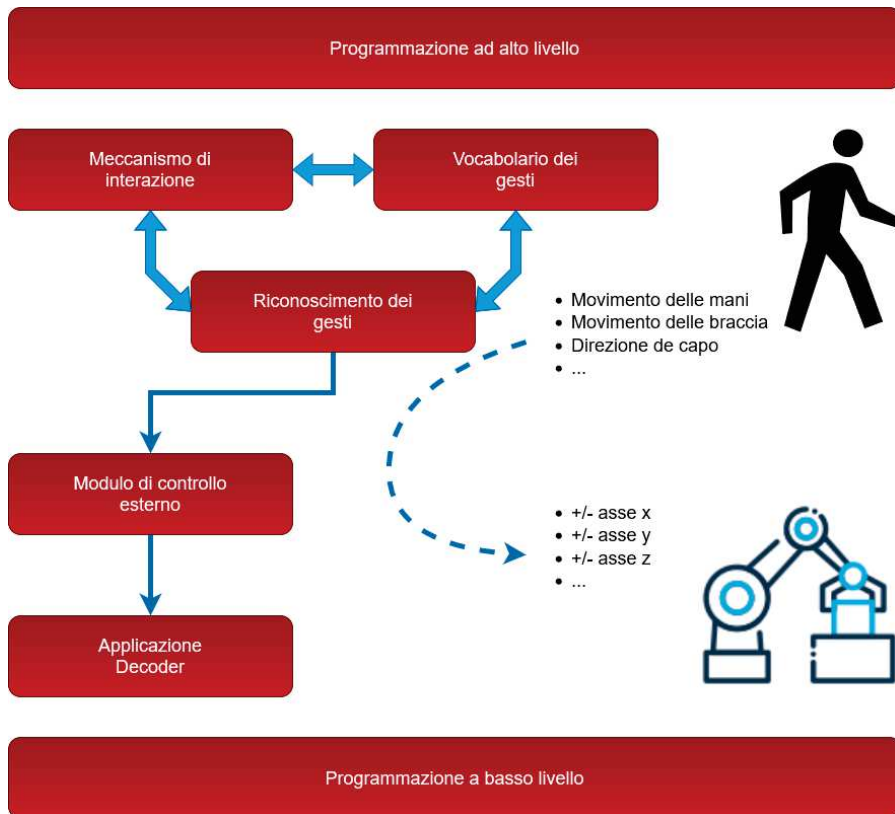 Programmazione ad alto livello
Meccanismo di
interazione
Vocabolario dei
gesti
Riconoscimento dei
gesti
• Movimento delle mani
• Movimento delle braccia
• Direzione de capo
• ...
Modulo di controllo
esterno
• +/- asse x
• +/- asse y
• +/- asse z
• ...
Applicazione
Decoder
Programmazione a basso livello